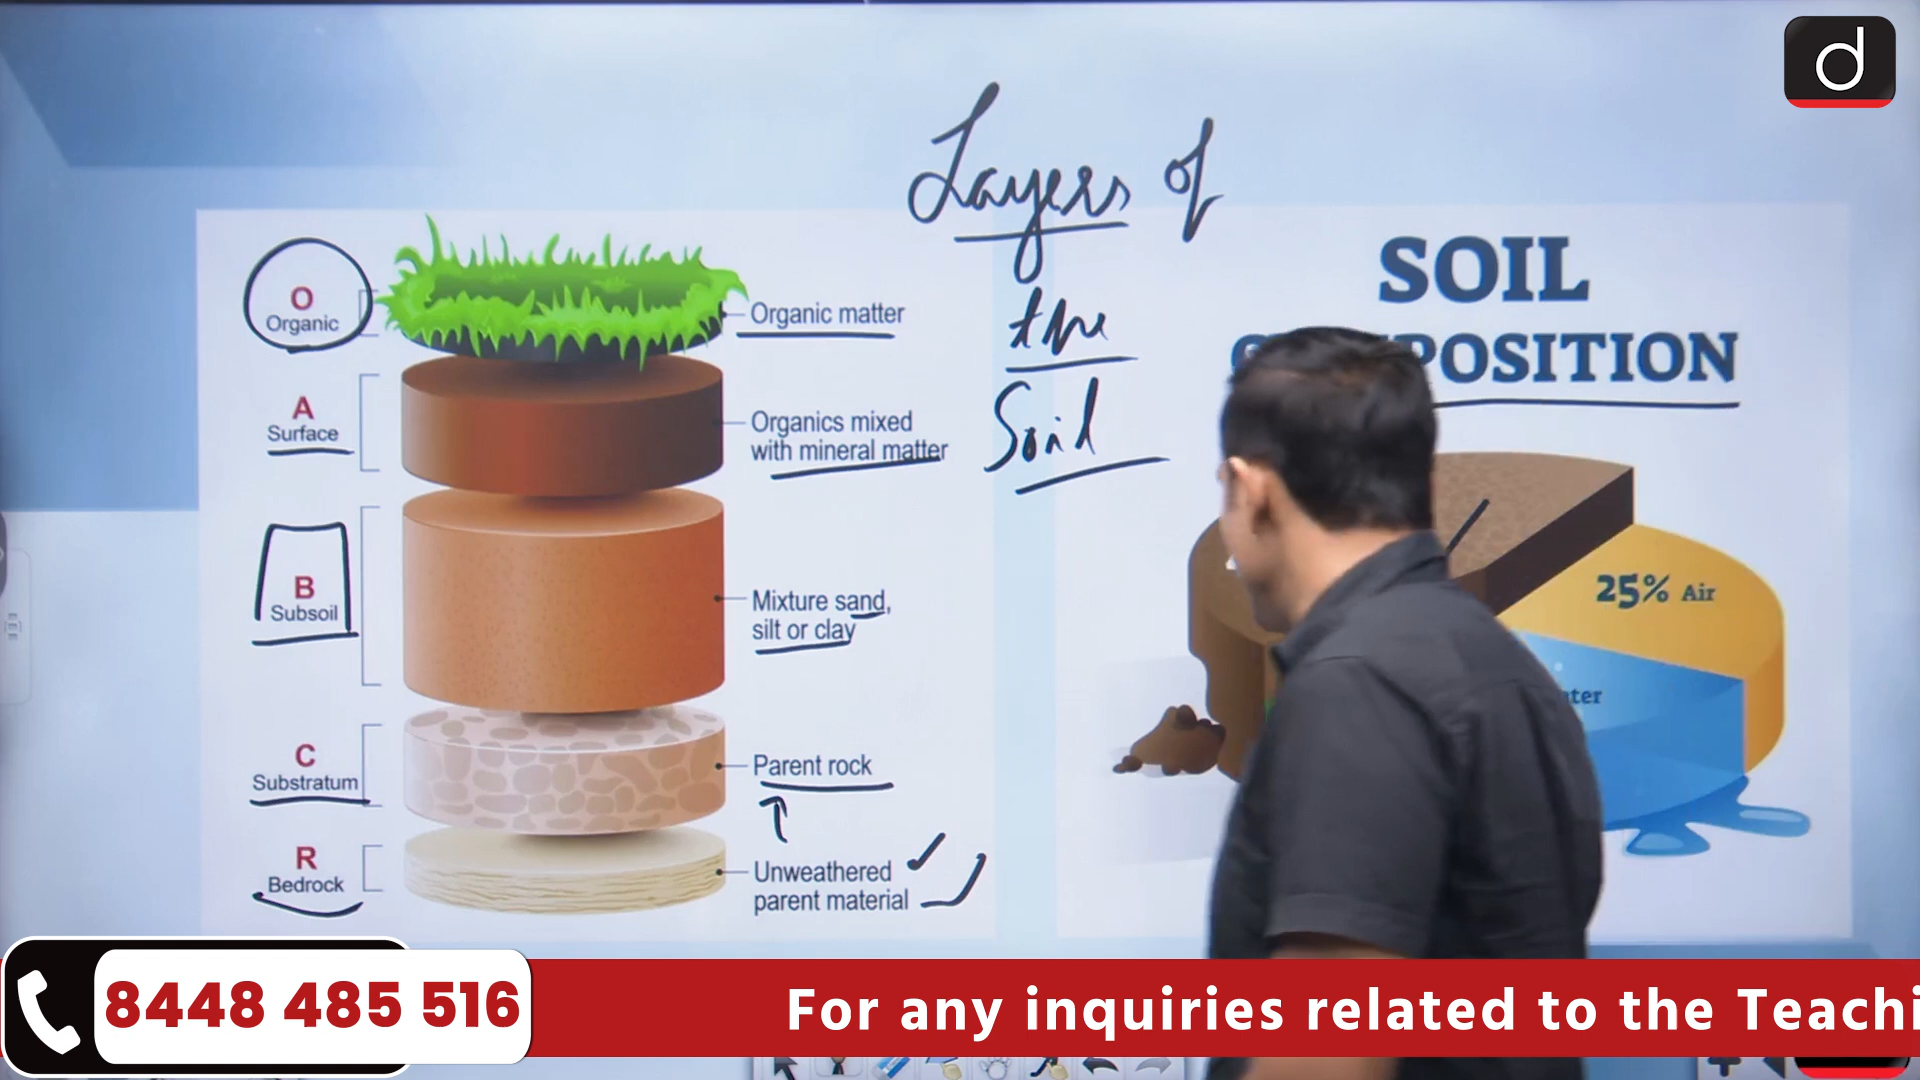 d
Layers of
the
Soil
O
Organic
Organic matter
A
Surface
Organics mixed
with mineral matter
B
Subsoil
Mixture sand,
silt or clay
C
Substratum
Parent rock
R
Bedrock
Unweathered
parent material
SOIL
POSITION
25% Air
ter
8448 485 516
For any inquiries related to the Teachi